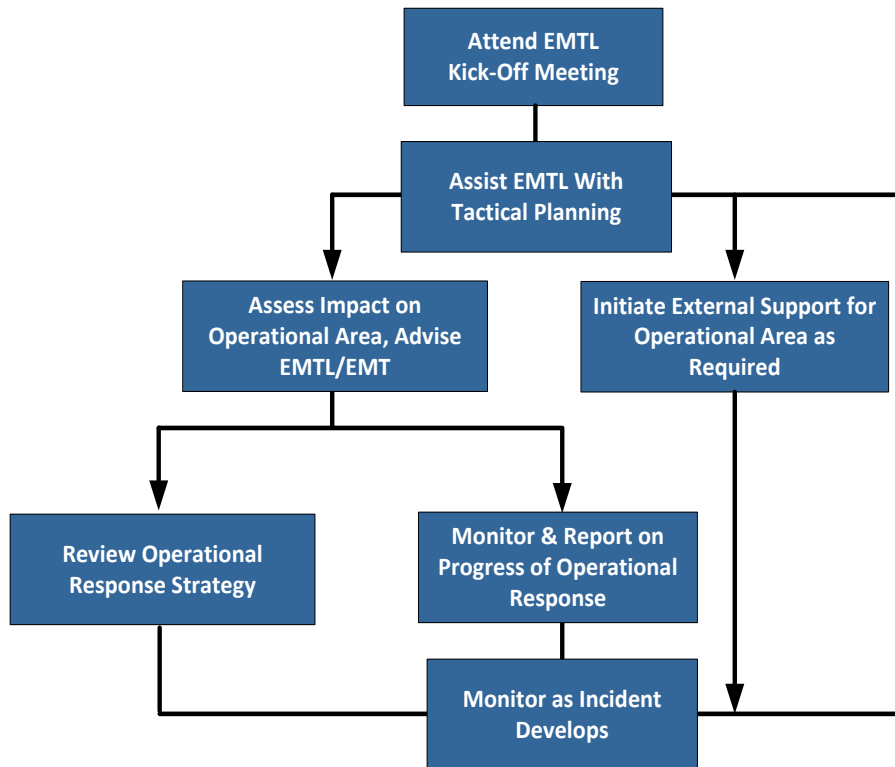 Attend EMTL
Kick-Off Meeting
Assist EMTL With
Tactical Planning
Assess Impact on
Operational Area, Advise
EMTL/EMT
Initiate External Support for
Operational Area as
Required
Review Operational
Response Strategy
Monitor & Report on
Progress of Operational
Response
Monitor as Incident
Develops